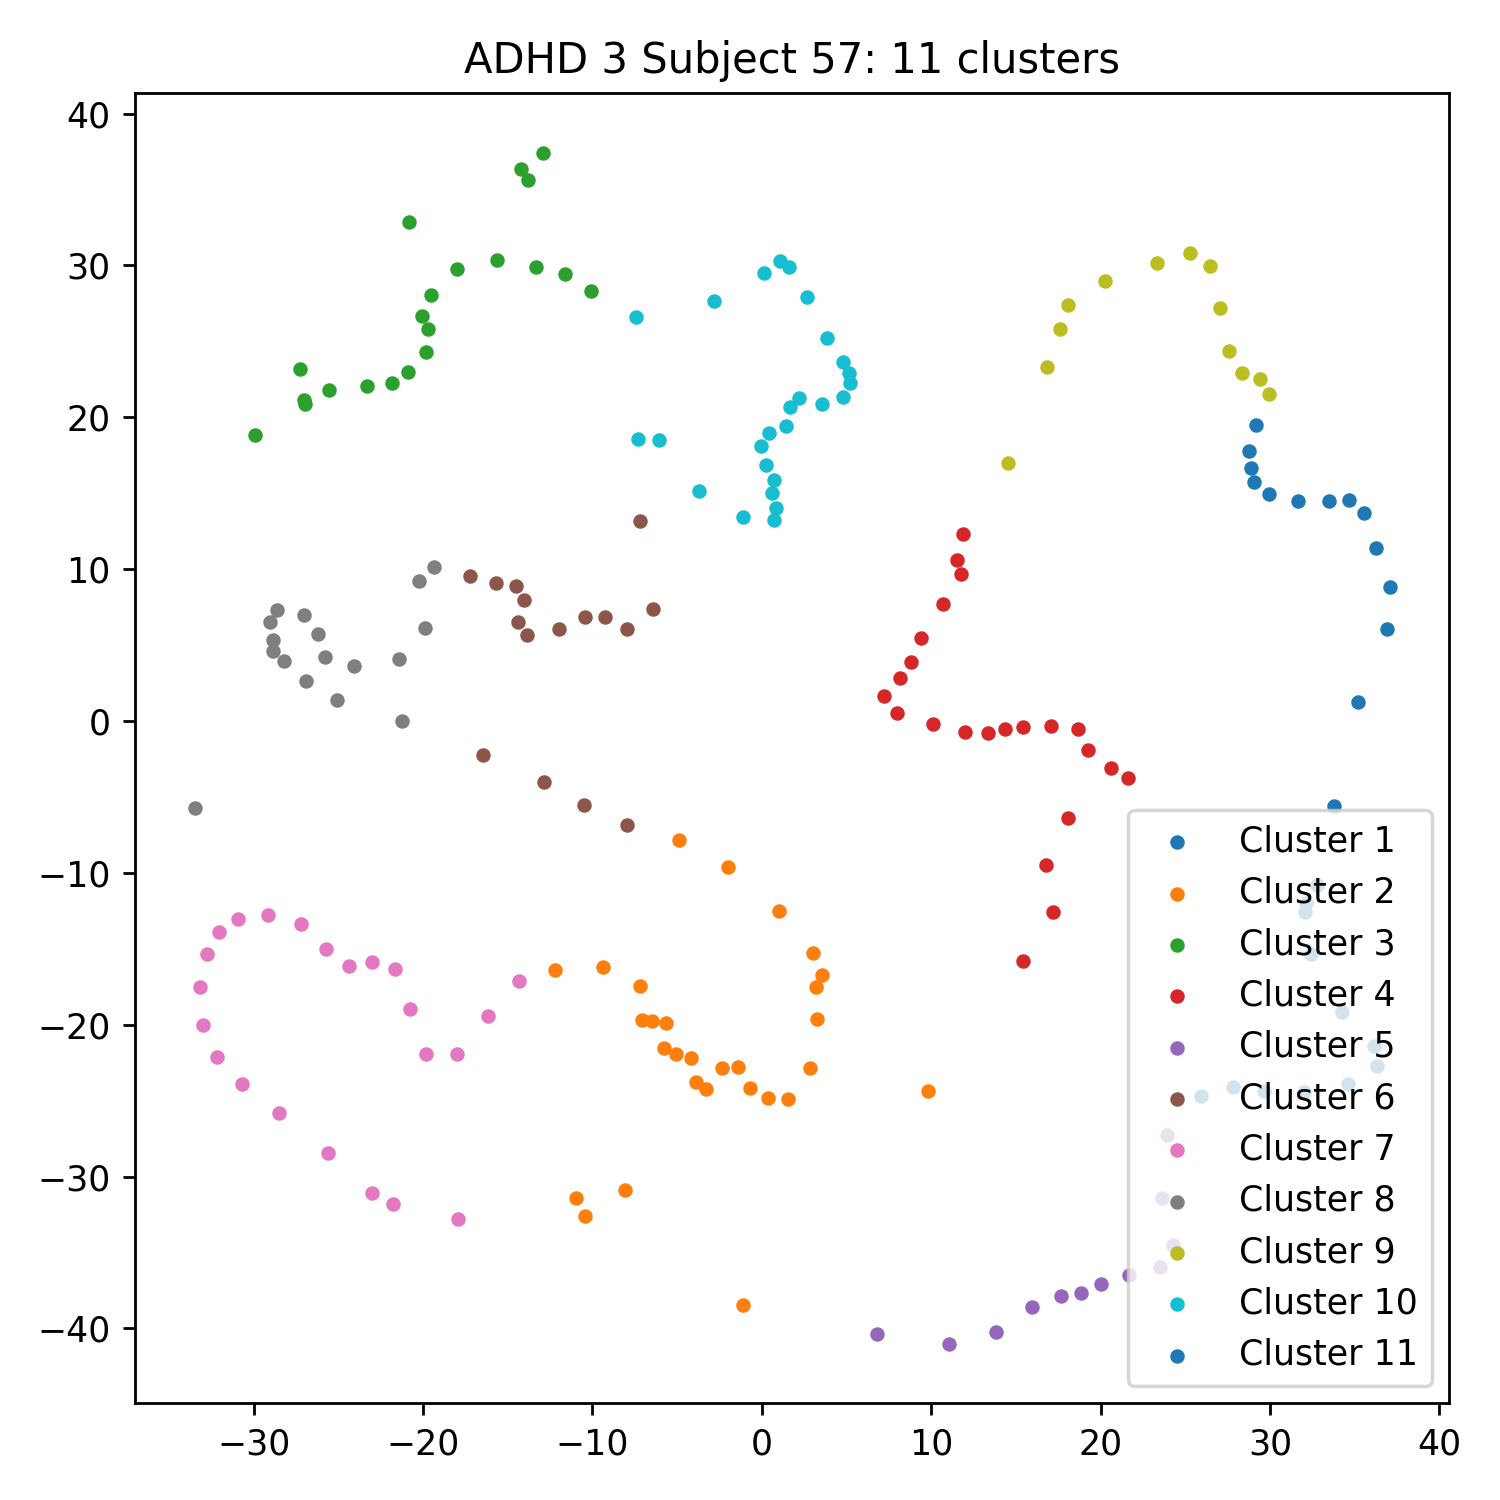 ADHD 3 Subject 57: 11 clusters
40
30
20
10
0
−10
−20
−30
−40
−30
−20
−10
0
10
20
30
40
Cluster 1
Cluster 2
Cluster 3
Cluster 4
Cluster 5
Cluster 6
Cluster 7
Cluster 8
Cluster 9
Cluster 10
Cluster 11